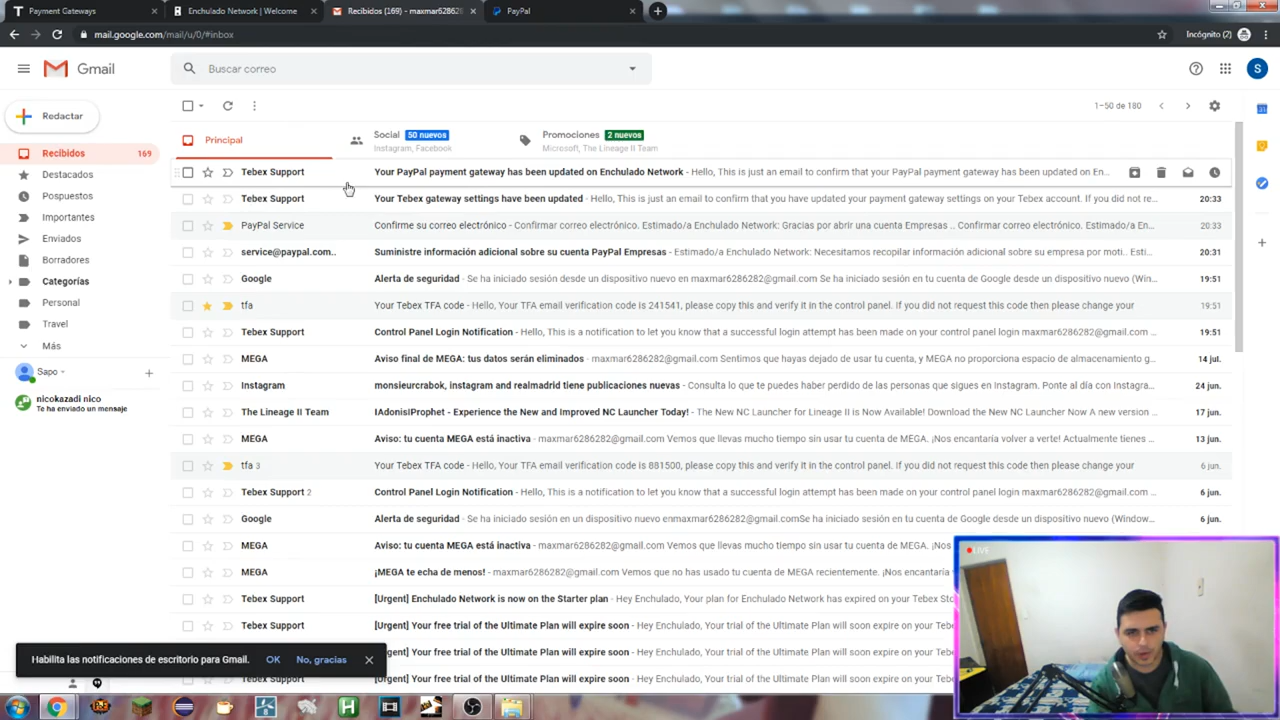 Payment Gateways
Enchulado Network | Welcome
Recibidos (169) - maxmar62862
PayPal
mail.google.com/mail/u/0/#inbox
Incógnito (2)
Gmail
Buscar correo
S
Redactar
1–50 de 180
Recibidos 169
Destacados
Pospuestos
Importantes
Enviados
Borradores
Categorías
Personal
Travel
Más
Sapo
nicokazadi nico
Te ha enviado un mensaje
Principal
Social 50 nuevos
Instagram, Facebook
Promociones 2 nuevos
Microsoft, The Lineage II Team
Tebex Support Your PayPal payment gateway has been updated on Enchulado Network - Hello, This is just an email to confirm that your PayPal payment gateway has been updated on En...
Tebex Support Your Tebex gateway settings have been updated - Hello, This is just an email to confirm that you have updated your payment gateway settings on your Tebex account. If you did not re... 20:33
PayPal Service Confirme su correo electrónico - Confirmar correo electrónico. Estimado/a Enchulado Network: Gracias por abrir una cuenta Empresas .. Confirmar correo electrónico. Esti... 20:33
service@paypal.com.. Suministre información adicional sobre su cuenta PayPal Empresas - Estimado/a Enchulado Network: Necesitamos recopilar información adicional sobre su empresa por moti.. Esti... 20:31
Google Alerta de seguridad - Se ha iniciado sesión desde un dispositivo nuevo en maxmar6286282@gmail.com Se ha iniciado sesión en tu cuenta de Google desde un dispositivo nuevo (Win... 19:51
tfa Your Tebex TFA code - Hello, Your TFA email verification code is 241541, please copy this and verify it in the control panel. If you did not request this code then please change your 19:51
Tebex Support Control Panel Login Notification - Hello, This is a notification to let you know that a successful login attempt has been made on your control panel login maxmar6286282@gmail.com ... 19:51
MEGA Aviso final de MEGA: tus datos serán eliminados - maxmar6286282@gmail.com Sentimos que hayas dejado de usar tu cuenta, y MEGA no proporciona espacio de almacenamiento g... 14 jul.
Instagram monsieurcrabok, instagram and realmadrid tiene publicaciones nuevas - Consulta lo que te puedes haber perdido de las personas que sigues en Instagram. Ponte al día con Instagra... 24 jun.
The Lineage II Team IAdonisIProphet - Experience the New and Improved NC Launcher Today! - The New NC Launcher for Lineage II is Now Available! Download the New NC Launcher Now A new version ... 17 jun.
MEGA Aviso: tu cuenta MEGA está inactiva - maxmar6286282@gmail.com Vemos que llevas mucho tiempo sin usar tu cuenta de MEGA. ¡Nos encantaría volver a verte! Actualmente tienes ... 13 jun.
tfa 3 Your Tebex TFA code - Hello, Your TFA email verification code is 881500, please copy this and verify it in the control panel. If you did not request this code then please change your 6 jun.
Tebex Support 2 Control Panel Login Notification - Hello, This is a notification to let you know that a successful login attempt has been made on your control panel login maxmar6286282@gmail.com ... 6 jun.
Google Alerta de seguridad - Se ha iniciado sesión en un dispositivo nuevo enmaxmar6286282@gmail.comSe ha iniciado sesión en tu cuenta de Google desde un dispositivo nuevo (Window... 6 jun.
MEGA Aviso: tu cuenta MEGA está inactiva - maxmar6286282@gmail.com Vemos que llevas mucho tiempo sin usar tu cuenta de MEGA. ¡Nos
MEGA ¡MEGA te echa de menos! - maxmar6286282@gmail.com Vemos que no has usado tu cuenta de MEGA recientemente. ¡Nos encantaría
Tebex Support [Urgent] Enchulado Network is now on the Starter plan - Hey Enchulado, Your plan for Enchulado Network has expired on your Tebex Sto
Tebex Support [Urgent] Your free trial of the Ultimate Plan will expire soon - Hey Enchulado, Your free trial of the Ultimate Plan will expire
[Urgent] Your free trial of the Ultimate Plan will expire soon - Hey Enchulado, Your free trial of the Ultimate Plan will expire
Tebex Support [Urgent] Your free trial of the Ultimate Plan will expire soon - Hey Enchulado, Your free trial of the Ultimate Plan will expire
Habilita las notificaciones de escritorio para Gmail. OK No, gracias
LIVE